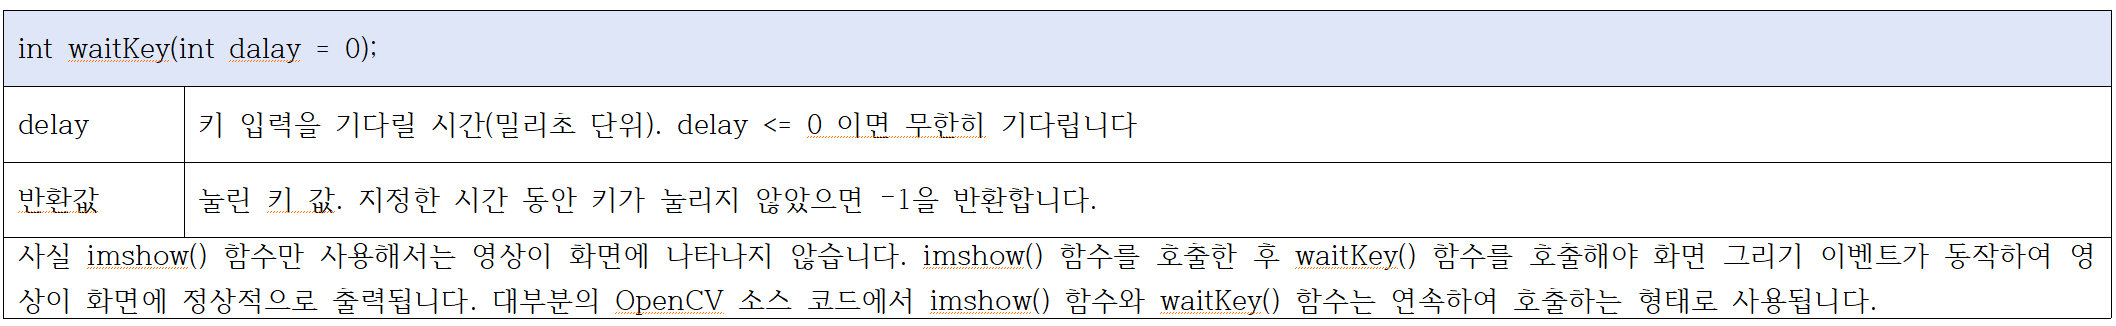 int waitKey(int dalay = 0);
delay 키 입력을 기다릴 시간(밀리초 단위). delay <= 0 이면 무한히 기다립니다
반환값 눌린 키 값. 지정한 시간 동안 키가 눌리지 않았으면 -1을 반환합니다.
사실 imshow() 함수만 사용해서는 영상이 화면에 나타나지 않습니다. imshow() 함수를 호출한 후 waitKey() 함수를 호출해야 화면 그리기 이벤트가 동작하여 영
상이 화면에 정상적으로 출력됩니다. 대부분의 OpenCV 소스 코드에서 imshow() 함수와 waitKey() 함수는 연속하여 호출하는 형태로 사용됩니다.